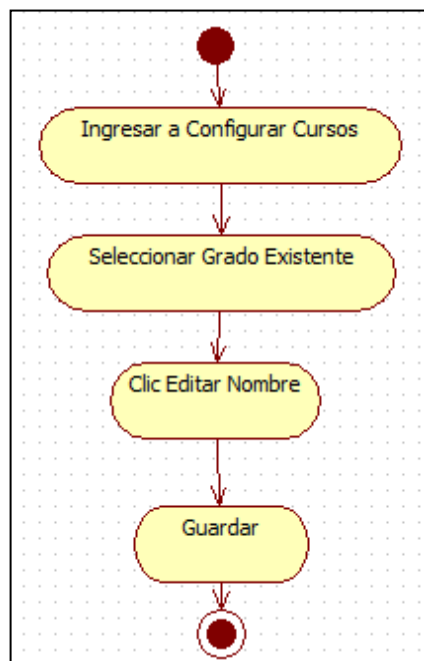 Ingresar a Configurar Cursos
Seleccionar Grado Existente
Clic Editar Nombre
Guardar